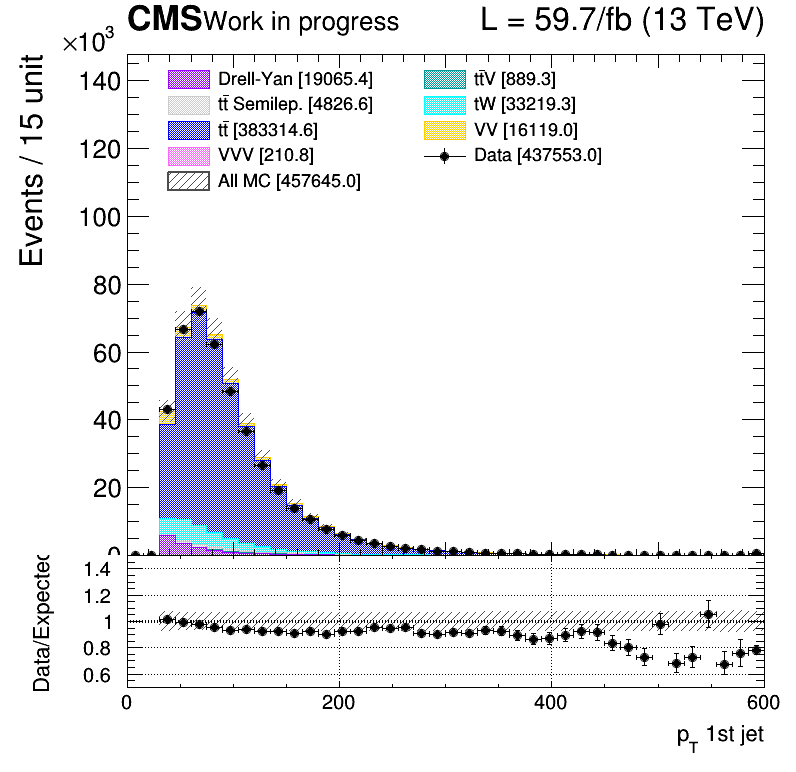 CMS Work in progress L = 59.7/fb (13 TeV)
×10³
Events / 15 unit
140
120
100
80
60
40
20
0
Drell-Yan [19065.4]
tt̄ Semilep. [4826.6]
tt̄ [383314.6]
VVV [210.8]
All MC [457645.0]
tt̄V [889.3]
tW [33219.3]
VV [16119.0]
Data [437553.0]
Data/Expected
1.4
1.2
1
0.8
0.6
0 200 400 600
p_T 1st jet